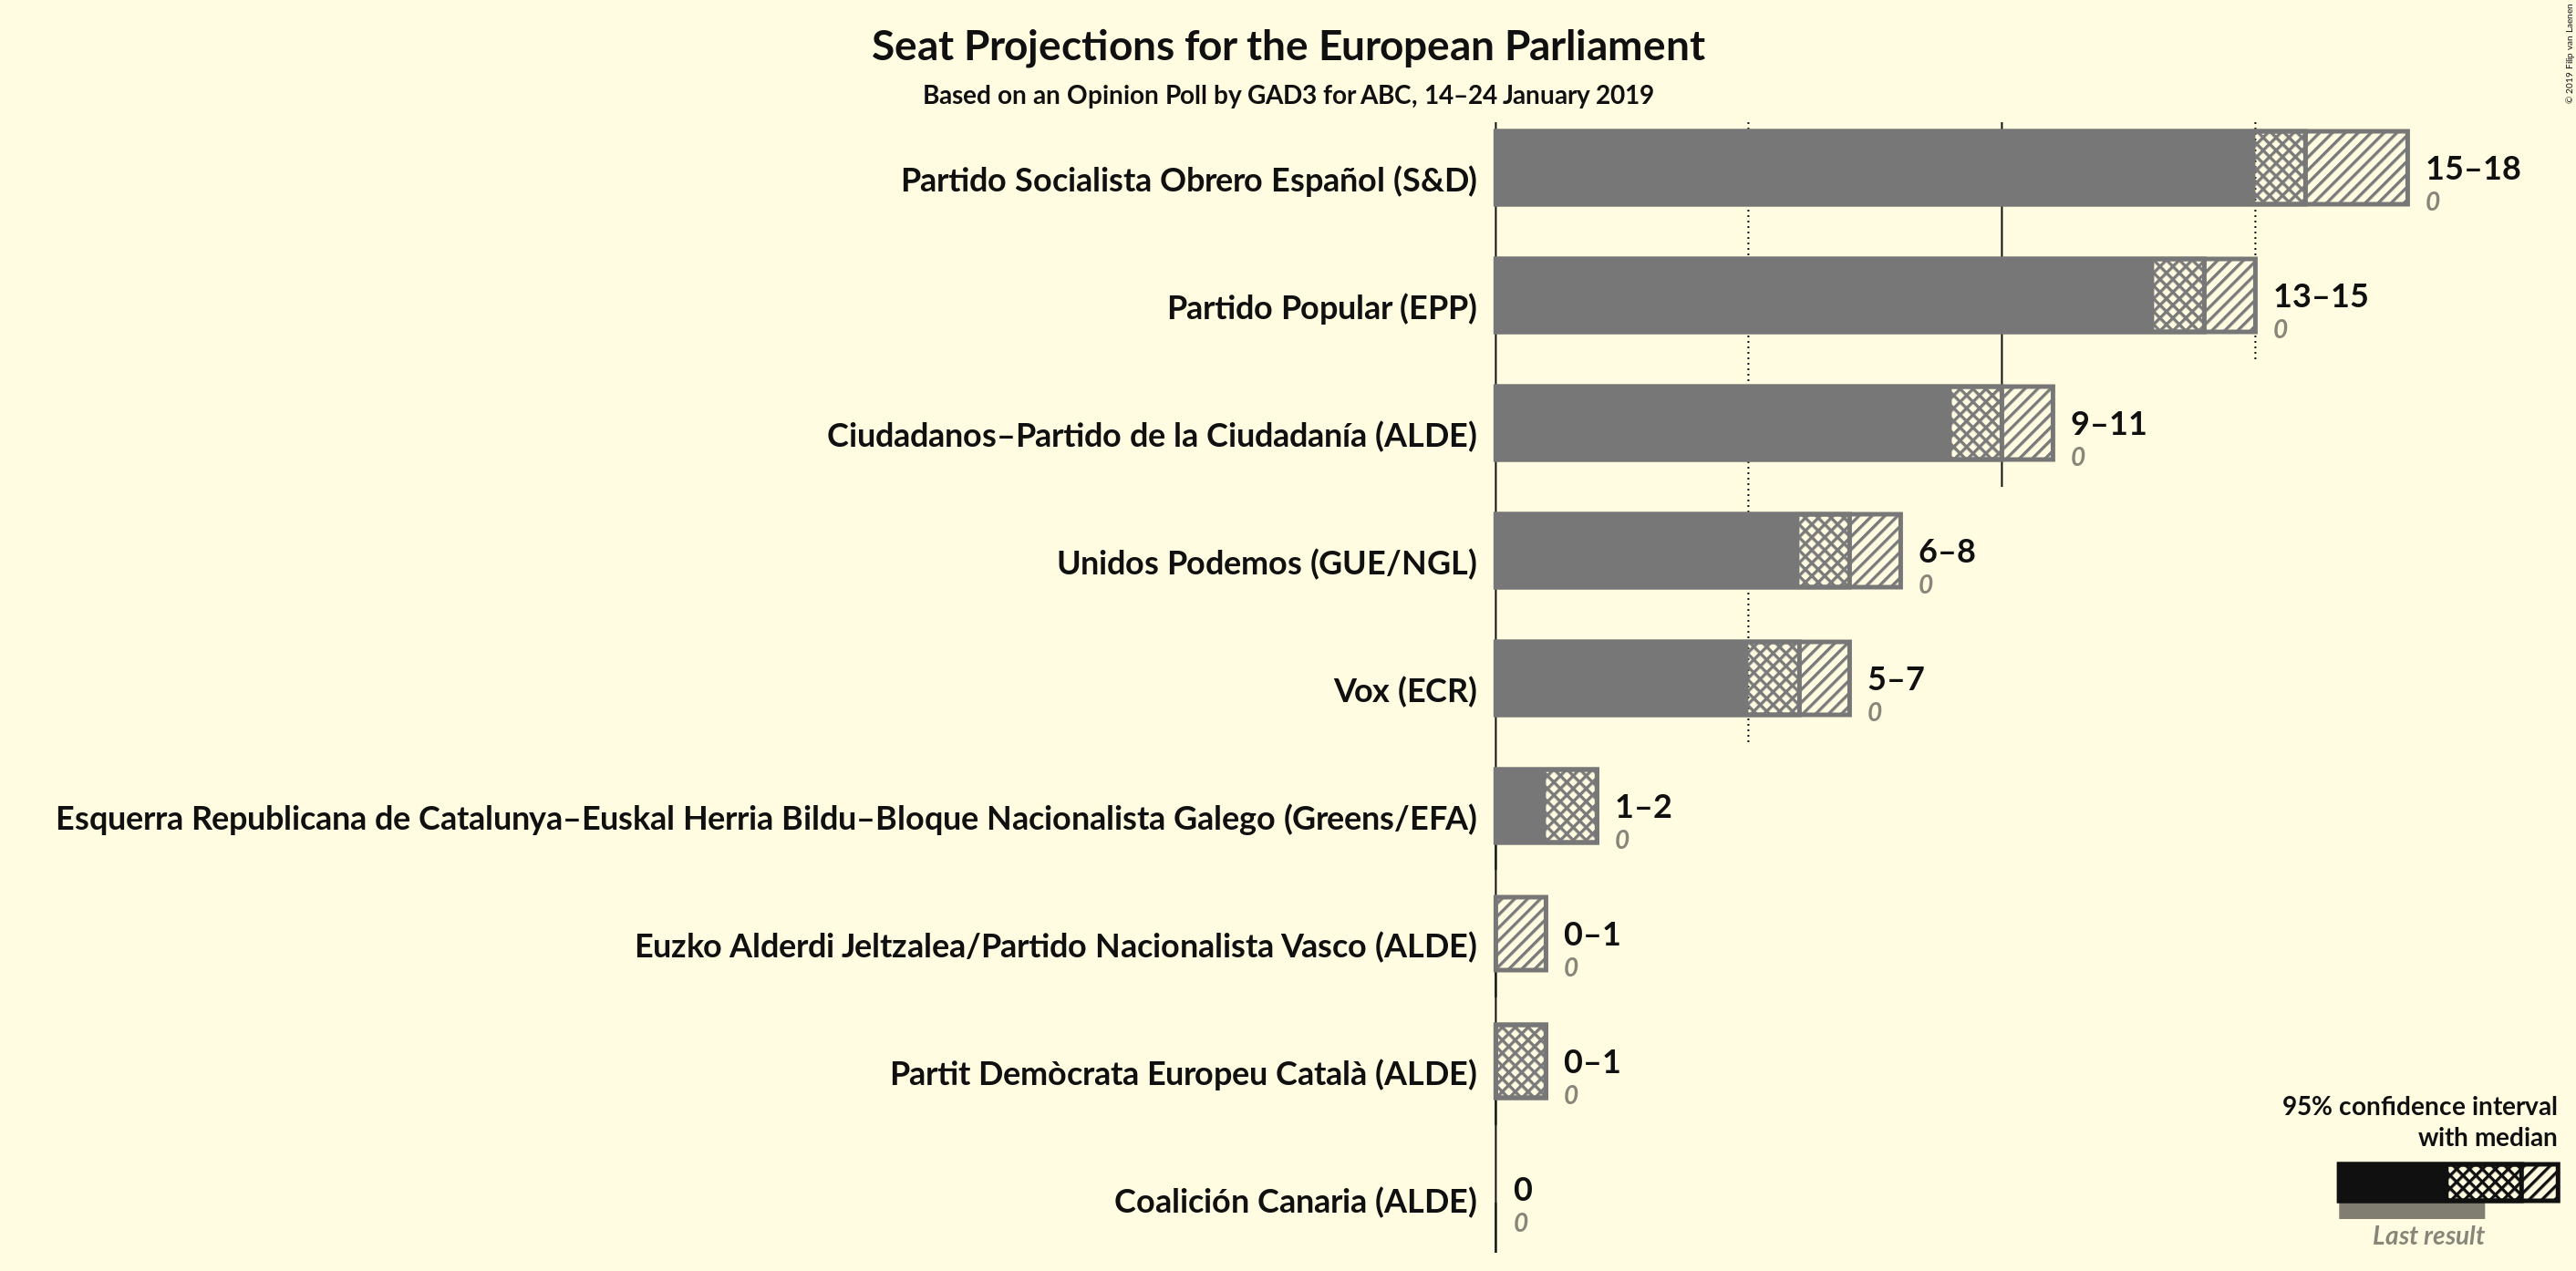 Seat Projections for the European Parliament
Based on an Opinion Poll by GAD3 for ABC, 14–24 January 2019
© 2019 Filip van Laenen
Partido Socialista Obrero Español (S&D)
15–18
0
Partido Popular (EPP)
13–15
0
Ciudadanos–Partido de la Ciudadanía (ALDE)
9–11
0
Unidos Podemos (GUE/NGL)
6–8
0
Vox (ECR)
5–7
0
Esquerra Republicana de Catalunya–Euskal Herria Bildu–Bloque Nacionalista Galego (Greens/EFA)
1–2
0
Euzko Alderdi Jeltzalea/Partido Nacionalista Vasco (ALDE)
0–1
0
Partit Demòcrata Europeu Català (ALDE)
0–1
0
Coalición Canaria (ALDE)
0
0
95% confidence interval
with median
Last result